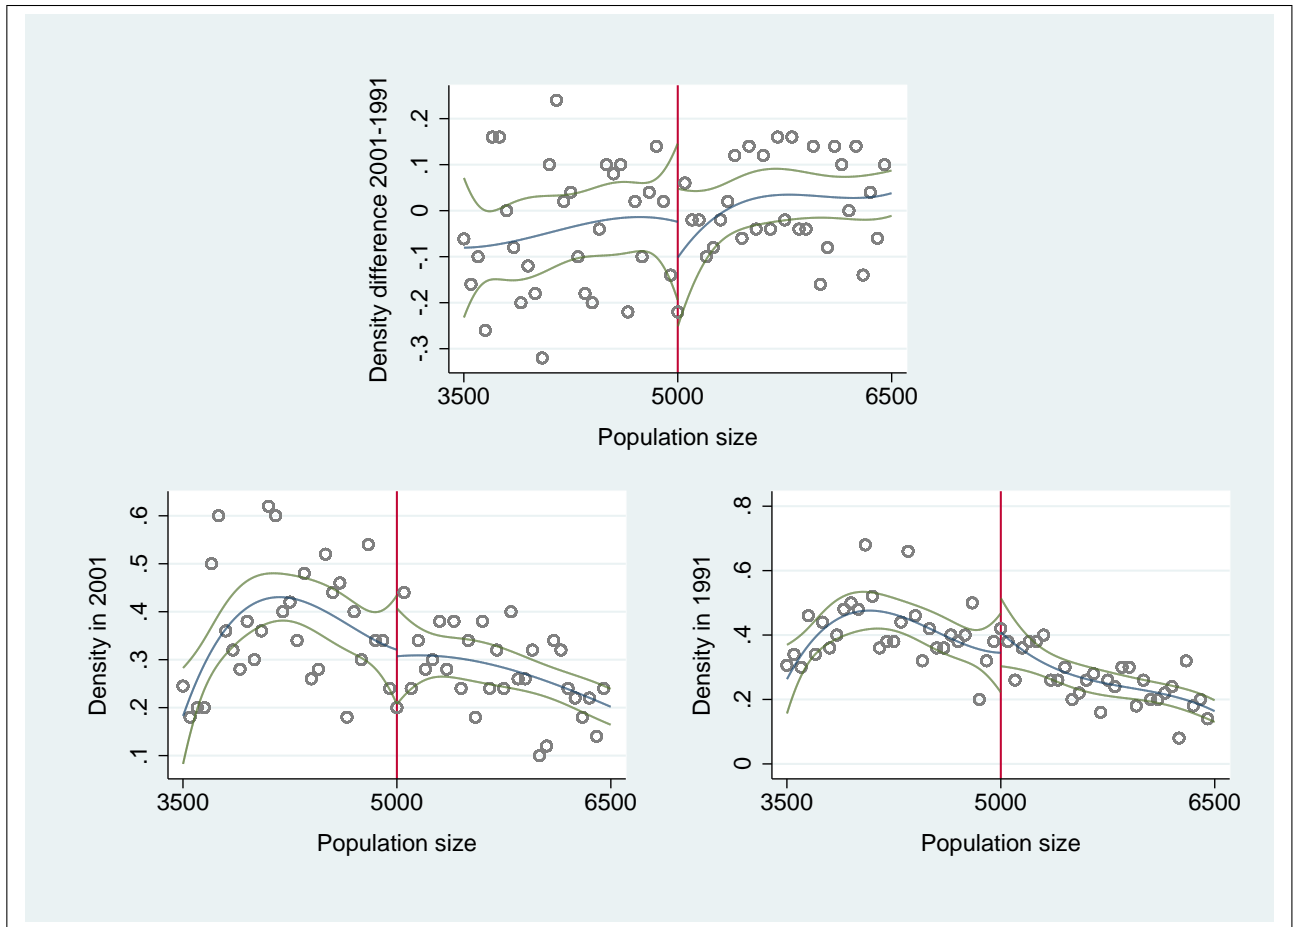 Density difference 2001-1991
.2
.1
0
-.1
-.2
-.3
3500 5000 6500
Population size
Density in 2001
.6
.5
.4
.3
.2
.1
3500 5000 6500
Population size
Density in 1991
.8
.6
.4
.2
0
3500 5000 6500
Population size